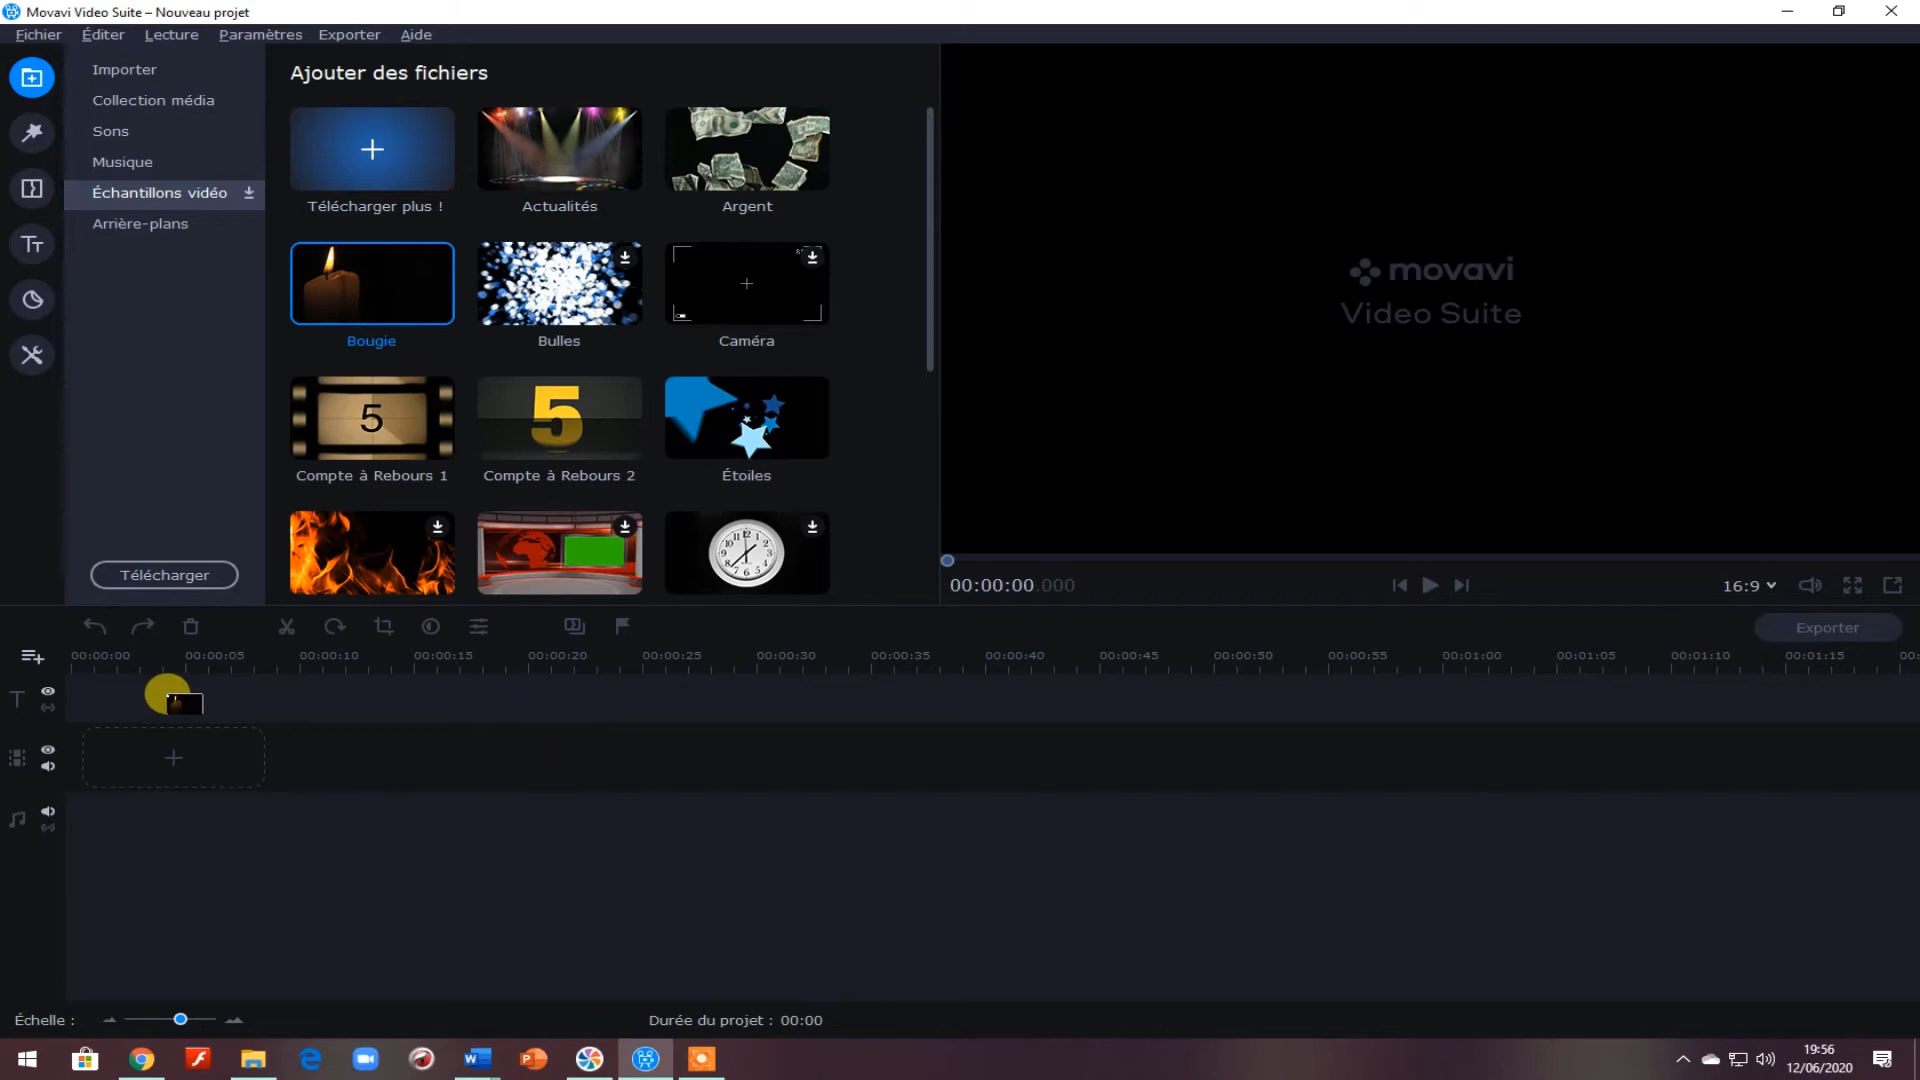 Movavi Video Suite – Nouveau projet
Fichier Éditer Lecture Paramètres Exporter Aide
Importer
Collection média
Sons
Musique
Échantillons vidéo
Arrière-plans
Télécharger
Ajouter des fichiers
Télécharger plus ! Actualités Argent
Bougie Bulles Caméra
5 5
Compte à Rebours 1 Compte à Rebours 2 Étoiles
movavi
Video Suite
00:00:00.000 16:9
Exporter
00:00:00 00:00:05 00:00:10 00:00:15 00:00:20 00:00:25 00:00:30 00:00:35 00:00:40 00:00:45 00:00:50 00:00:55 00:01:00 00:01:05 00:01:10 00:01:15 00:
Échelle : Durée du projet : 00:00
19:56
12/06/2020